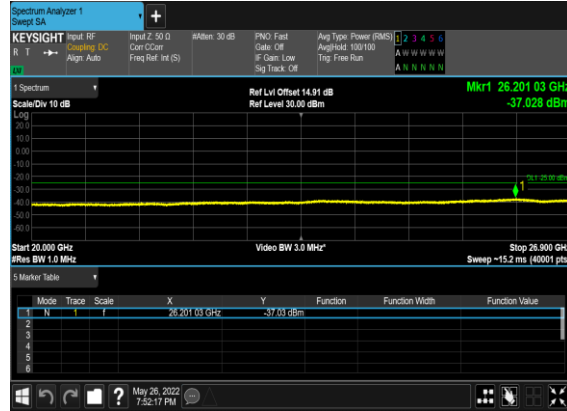 Spectrum Analyzer 1
Swept SA
+
KEYSIGHT Input: RF Input Z: 50 Ω #Atten: 30 dB PNO: Fast Avg Type: Power (RMS) 1 2 3 4 5 6
R T Coupling: DC Corr CCorr Gate: Off Avg|Hold: 100/100 A W W W W W
Align: Auto Freq Ref: Int (S) IF Gain: Low Trig: Free Run
Sig Track: Off A N N N N N
1 Spectrum
Ref Lvl Offset 14.91 dB Mkr1 26.201 03 GHz
Scale/Div 10 dB Ref Level 30.00 dBm -37.028 dBm
Log
20.0
10.0
0.00
-10.0
-20.0
DL1 -25.00 dBm
-30.0
1
-40.0
-50.0
-60.0
Start 20.000 GHz Video BW 3.0 MHz* Stop 26.900 GHz
#Res BW 1.0 MHz Sweep ~15.2 ms (40001 pts
5 Marker Table
Mode Trace Scale X Y Function Function Width Function Value
1 N 1 f 26.201 03 GHz -37.03 dBm
2
3
4
5
6
? May 26, 2022
7:52:17 PM